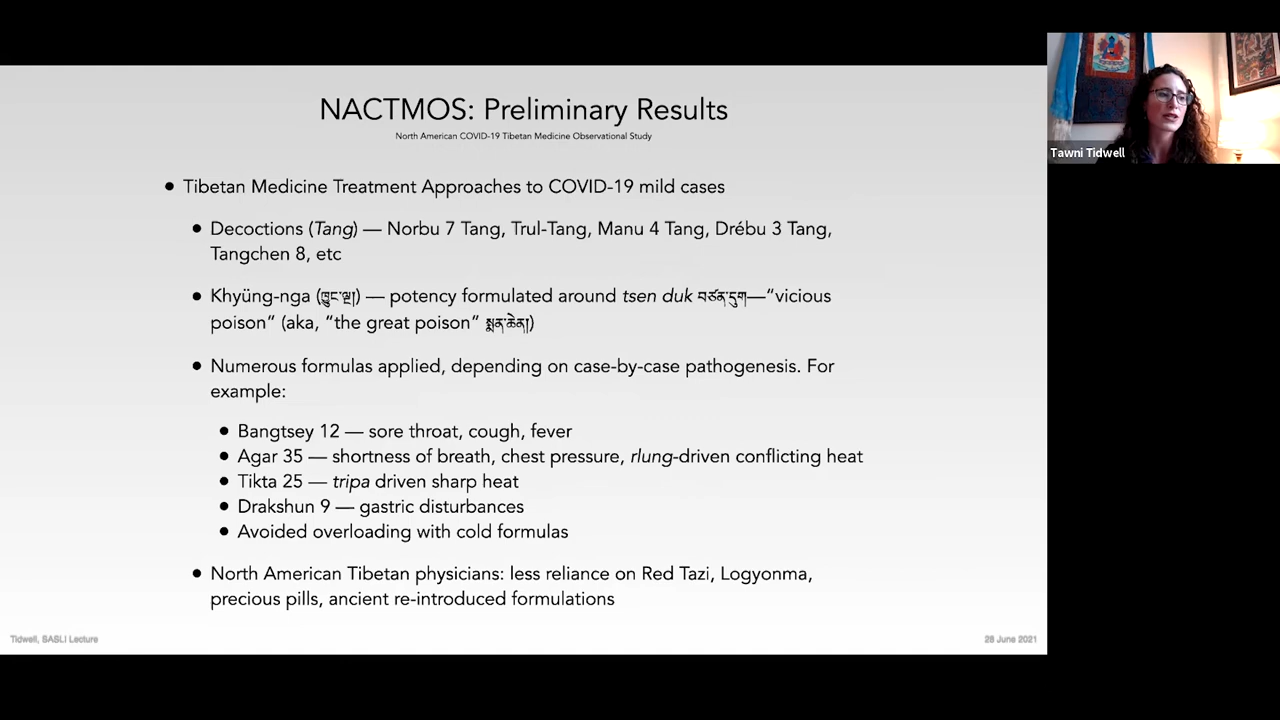 NACTMOS: Preliminary Results
North American COVID-19 Tibetan Medicine Observational Study
● Tibetan Medicine Treatment Approaches to COVID-19 mild cases
● Decoctions (Tang) — Norbu 7 Tang, Trul-Tang, Manu 4 Tang, Drébu 3 Tang,
Tangchen 8, etc
● Khyüng-nga (ཁྱུང་ལྔ།) — potency formulated around tsen duk བཙན་དུག—“vicious
poison” (aka, “the great poison” སྨན་ཆེན།)
● Numerous formulas applied, depending on case-by-case pathogenesis. For
example:
● Bangtsey 12 — sore throat, cough, fever
● Agar 35 — shortness of breath, chest pressure, rlung-driven conflicting heat
● Tikta 25 — tripa driven sharp heat
● Drakshun 9 — gastric disturbances
● Avoided overloading with cold formulas
● North American Tibetan physicians: less reliance on Red Tazi, Logyonma,
precious pills, ancient re-introduced formulations
Tidwell, SASLI Lecture
28 June 2021
Tawni Tidwell